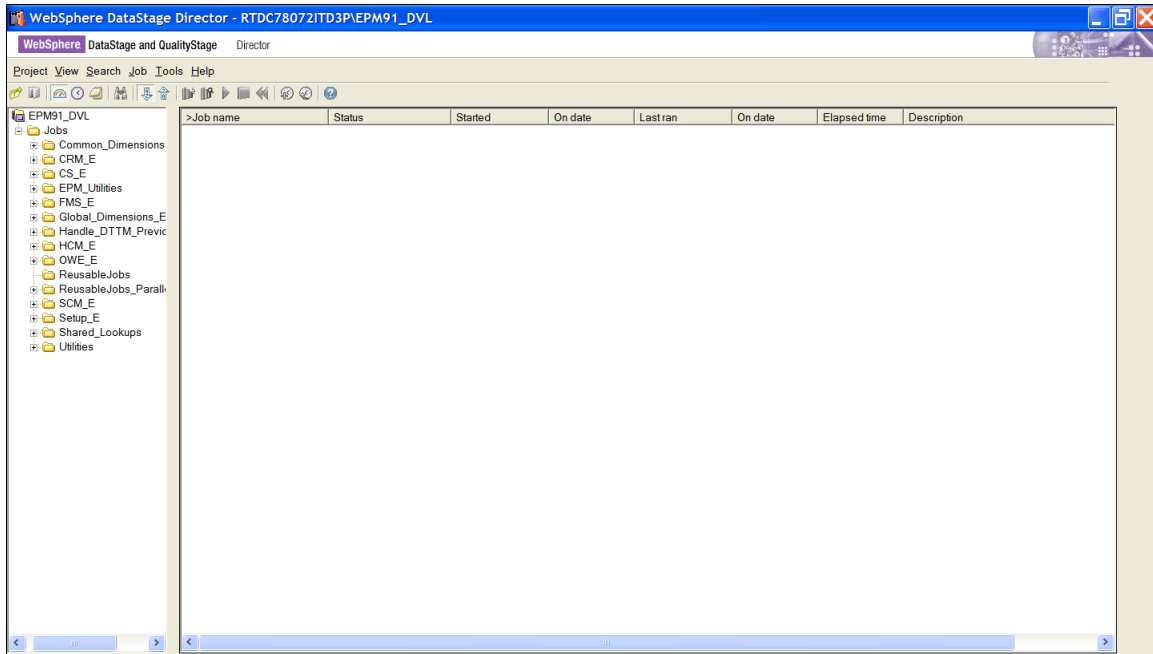 WebSphere DataStage Director - RTDC78072ITD3P\EPM91_DVL
WebSphere DataStage and QualityStage Director
Project View Search Job Tools Help
EPM91_DVL
Jobs
Common_Dimensions
CRM_E
CS_E
EPM_Utilities
FMS_E
Global_Dimensions_E
Handle_DTTM_Previo
HCM_E
OWE_E
ReusableJobs
ReusableJobs_Paralle
SCM_E
Setup_E
Shared_Lookups
Utilities
>Job name Status Started On date Last ran On date Elapsed time Description